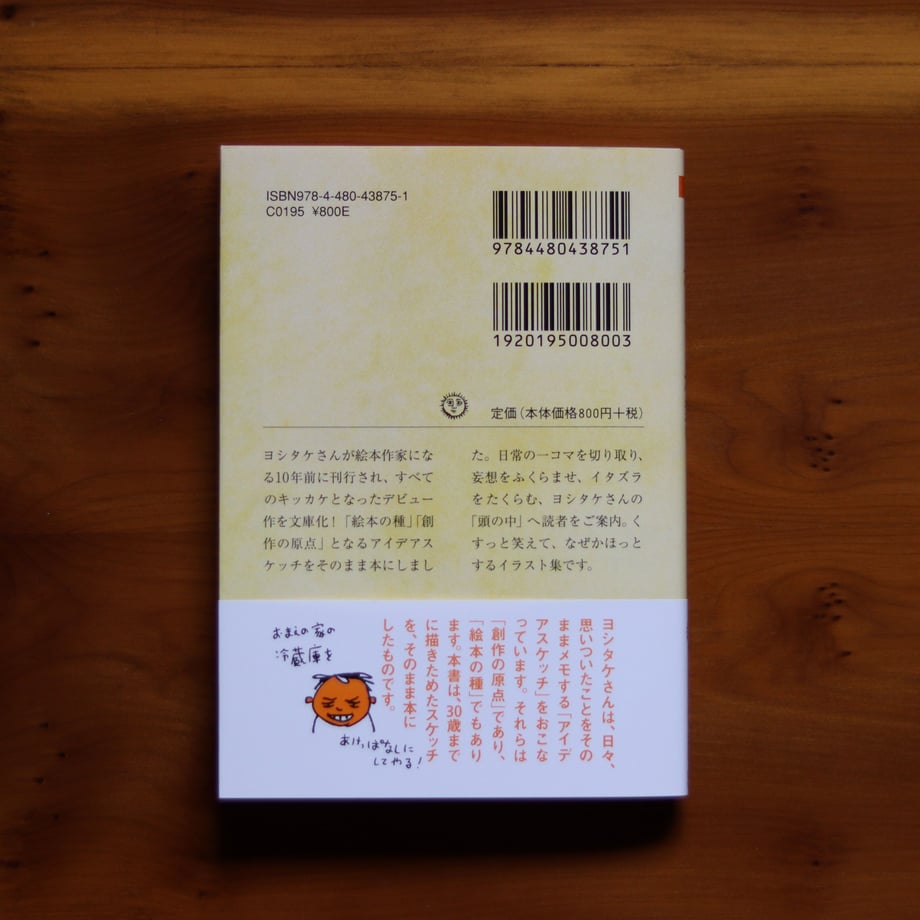 ISBN978-4-480-43875-1
C0195 ¥800E
9784480438751
1920195008003
定価(本体価格800円+税)
ヨシタケさんが絵本作家にな
る10年前に刊行され、すべて
のキッカケとなったデビュー
作を文庫化!「絵本の種」「創
作の原点」となるアイデアス
ケッチをそのまま本にしまし
た。日常の一コマを切り取り、
妄想をふくらませ、イタズラ
をたくらむ、ヨシタケさんの
「頭の中」へ読者をご案内。く
すっと笑えて、なぜかほっと
するイラスト集です。
ヨシタケさんは、日々、
思いついたことをその
ままメモする「アイデ
アスケッチ」をおこな
っています。それらは
「創作の原点」であり、
「絵本の種」でもあり
ます。本書は、30歳まで
に描きためたスケッチ
を、そのまま本に
したものです。
おまえの家の
冷蔵庫を
あけっぱなしに
してやる!